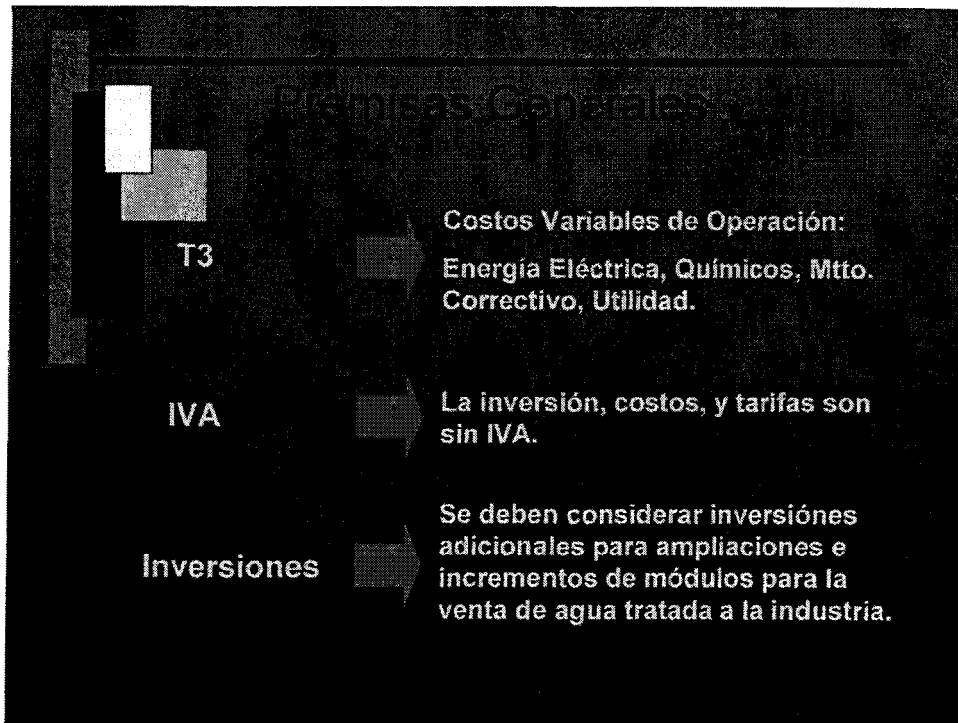 Premisas Generales
T3
Costos Variables de Operación:
Energía Eléctrica, Químicos, Mtto.
Correctivo, Utilidad.
IVA
La inversión, costos, y tarifas son
sin IVA.
Inversiones
Se deben considerar inversiónes
adicionales para ampliaciones e
incrementos de módulos para la
venta de agua tratada a la industria.